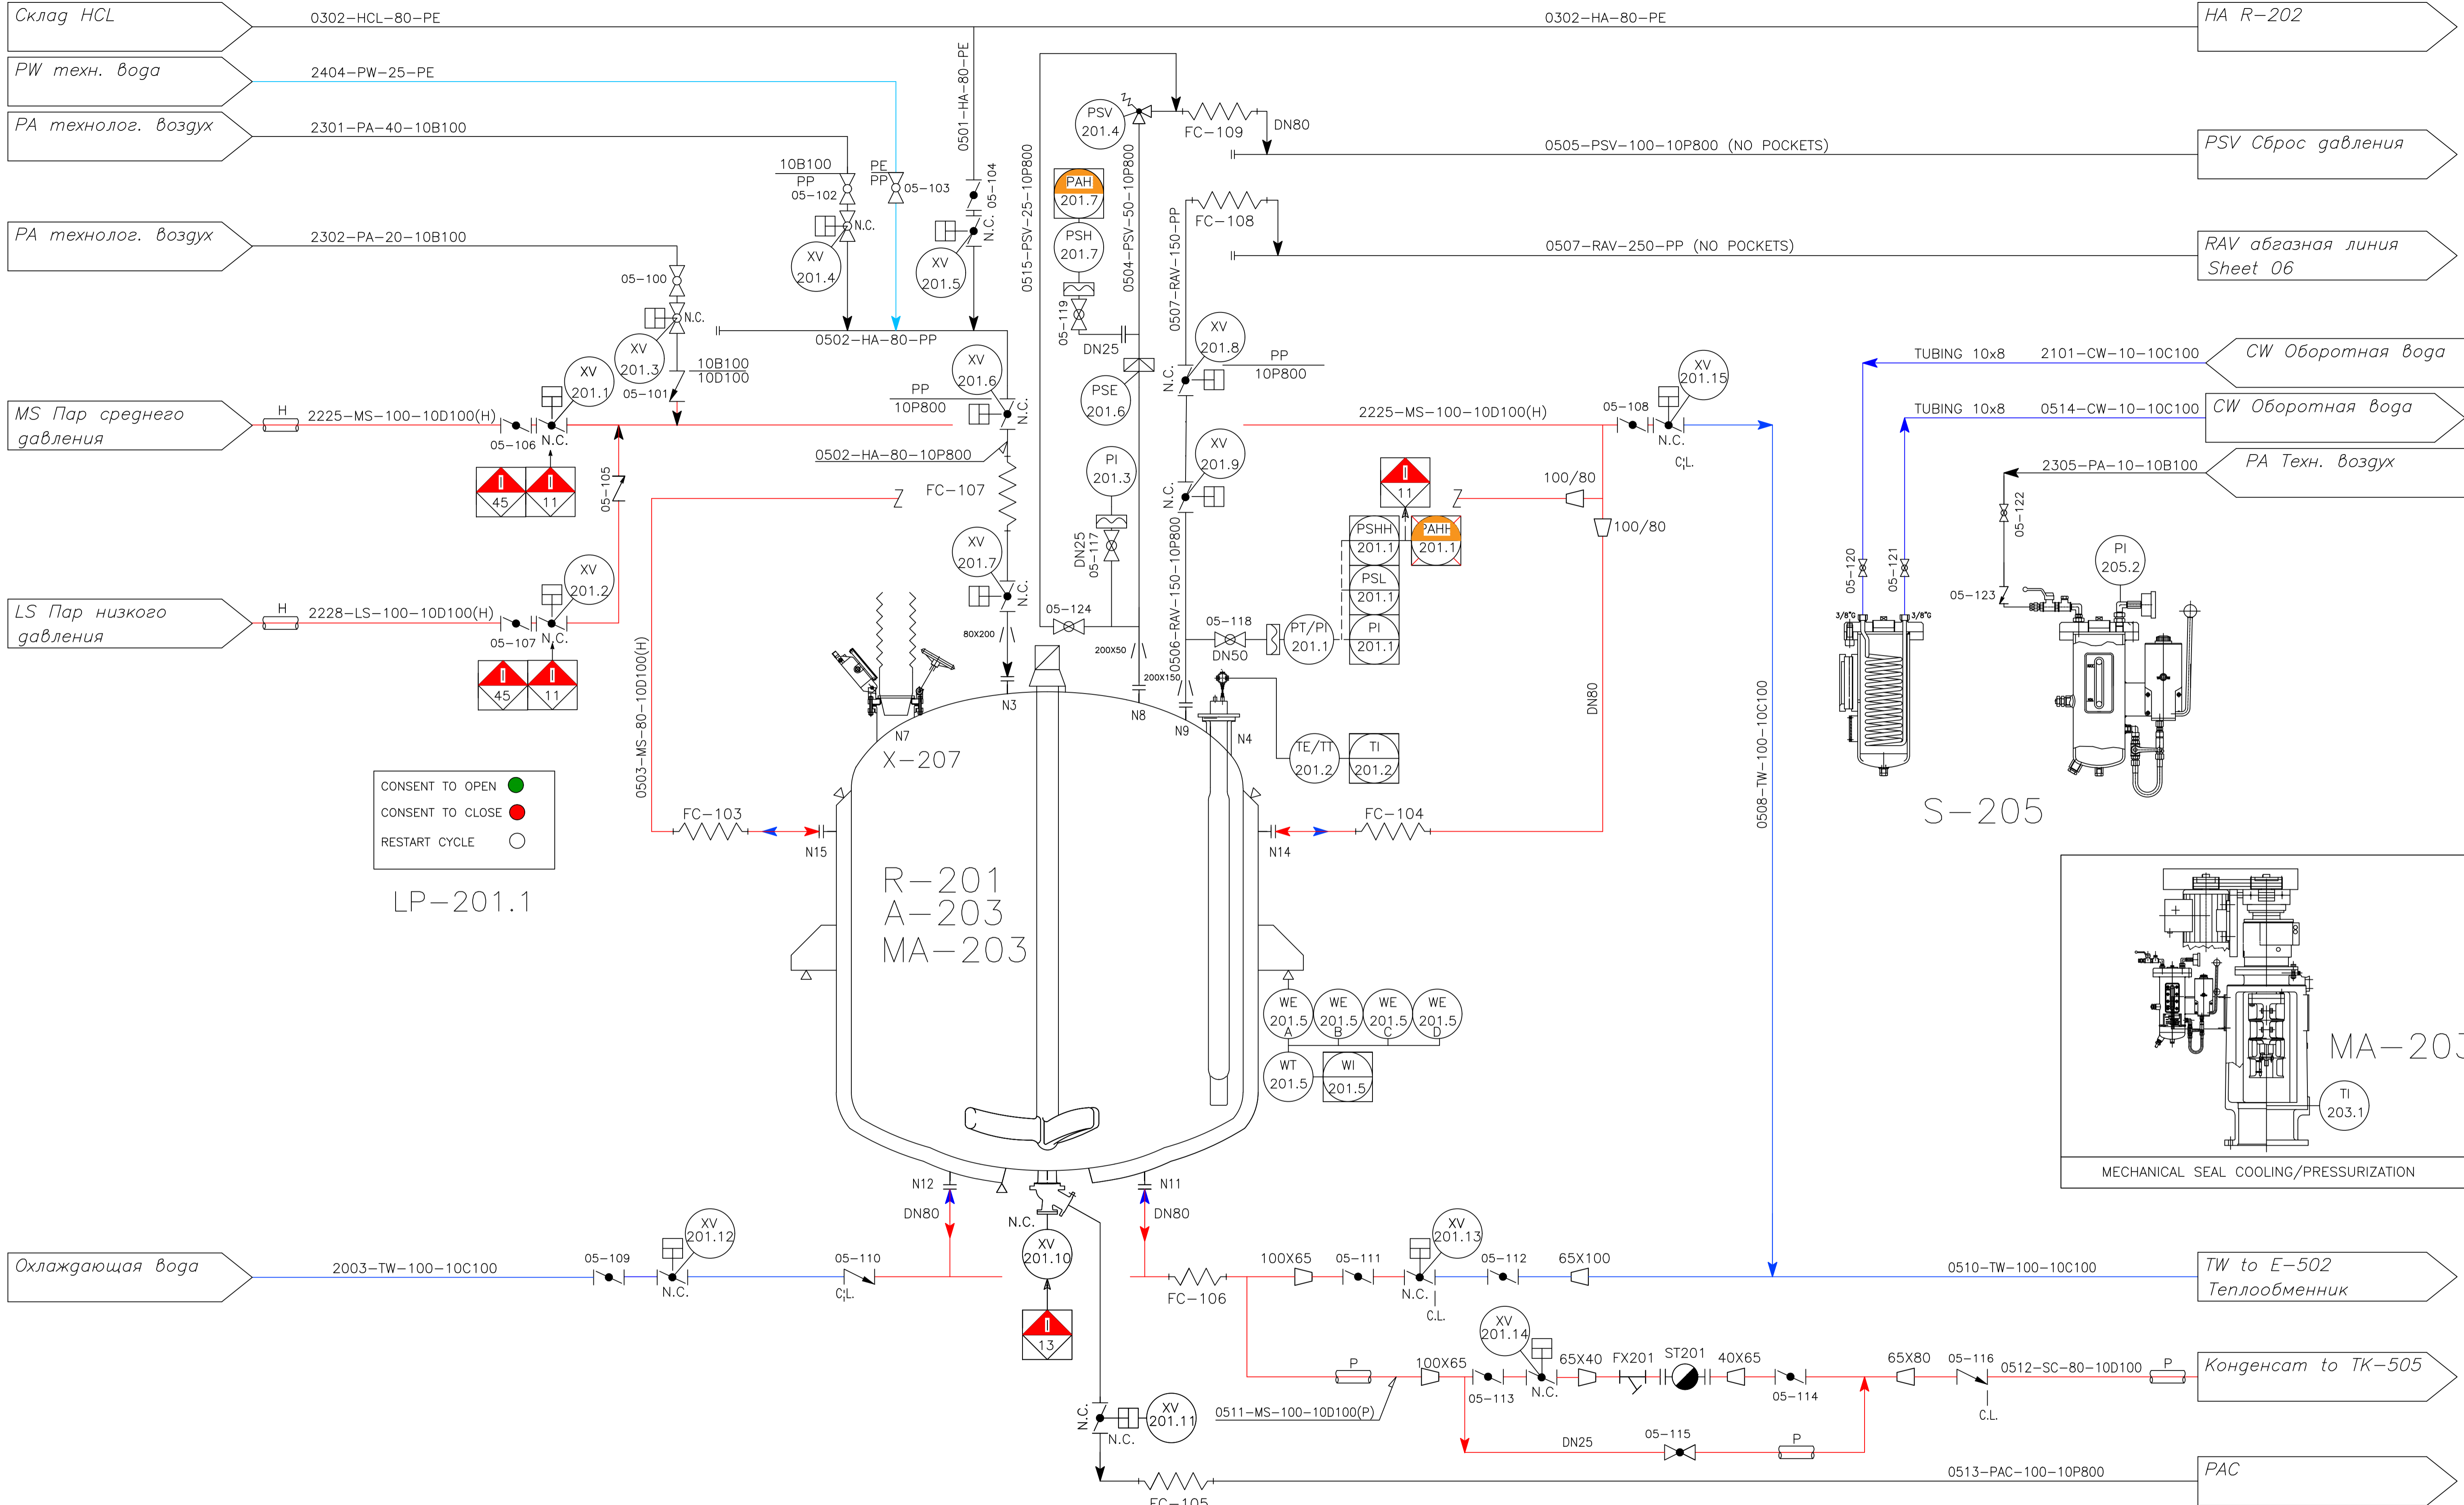 Склад HCL
0302-HCL-80-PE
0302-HA-80-PE
HA R-202
PW техн. вода
2404-PW-25-PE
PA технолог. воздух
2301-PA-40-10B100
0501-HA-80-PE
PSV
201.4
FC-109
DN80
0505-PSV-100-10P800 (NO POCKETS)
PSV Сброс давления
10B100
PP
05-102
PE
PP
05-103
05-104
N.C.
N.C.
XV
201.4
XV
201.5
0515-PSV-25-10P800
PAH
201.7
PSH
201.7
05-119
DN25
0504-PSV-50-10P800
0507-RAV-150-PP
FC-108
0507-RAV-250-PP (NO POCKETS)
RAV абгазная линия
Sheet 06
PA технолог. воздух
2302-PA-20-10B100
05-100
N.C.
XV
201.3
10B100
10D100
05-101
0502-HA-80-PP
XV
201.6
PP
10P800
N.C.
0502-HA-80-10P800
FC-107
XV
201.7
N.C.
80X200
PSE
201.6
PI
201.3
DN25
05-117
05-124
200X50
XV
201.8
PP
10P800
N.C.
XV
201.9
N.C.
0506-RAV-150-10P800
200X150
05-118
DN50
PT/PI
201.1
PSHH
201.1
PSL
201.1
PI
201.1
PAHH
201.1
I
11
MS Пар среднего
давления
H
2225-MS-100-10D100(H)
05-106
N.C.
XV
201.1
I
45
I
11
05-105
LS Пар низкого
давления
H
2228-LS-100-10D100(H)
05-107
N.C.
XV
201.2
I
45
I
11
2225-MS-100-10D100(H)
05-108
XV
201.15
N.C.
C.L.
100/80
100/80
DN80
0508-TW-100-10C100
TUBING 10x8
2101-CW-10-10C100
CW Оборотная вода
TUBING 10x8
0514-CW-10-10C100
CW Оборотная вода
2305-PA-10-10B100
PA Техн. воздух
05-122
05-120
05-121
05-123
PI
205.2
3/8"G
3/8"G
S-205
CONSENT TO OPEN
CONSENT TO CLOSE
RESTART CYCLE
LP-201.1
0503-MS-80-10D100(H)
FC-103
N15
N7
X-207
N3
N8
N9
N4
TE/TT
201.2
TI
201.2
FC-104
N14
R-201
A-203
MA-203
WE
201.5
A
WE
201.5
B
WE
201.5
C
WE
201.5
D
WT
201.5
WI
201.5
MA-203
TI
203.1
MECHANICAL SEAL COOLING/PRESSURIZATION
N12
DN80
N11
DN80
N.C.
XV
201.10
I
13
Охлаждающая вода
2003-TW-100-10C100
05-109
XV
201.12
N.C.
05-110
C.L.
FC-106
100X65
05-111
XV
201.13
N.C.
C.L.
05-112
65X100
0510-TW-100-10C100
TW to E-502
Теплообменник
P
0511-MS-100-10D100(P)
100X65
05-113
XV
201.14
N.C.
65X40
FX201
ST201
40X65
05-114
65X80
05-116
C.L.
0512-SC-80-10D100
P
Конденсат to TK-505
DN25
05-115
P
N.C.
N.C.
XV
201.11
FC-105
0513-PAC-100-10P800
PAC